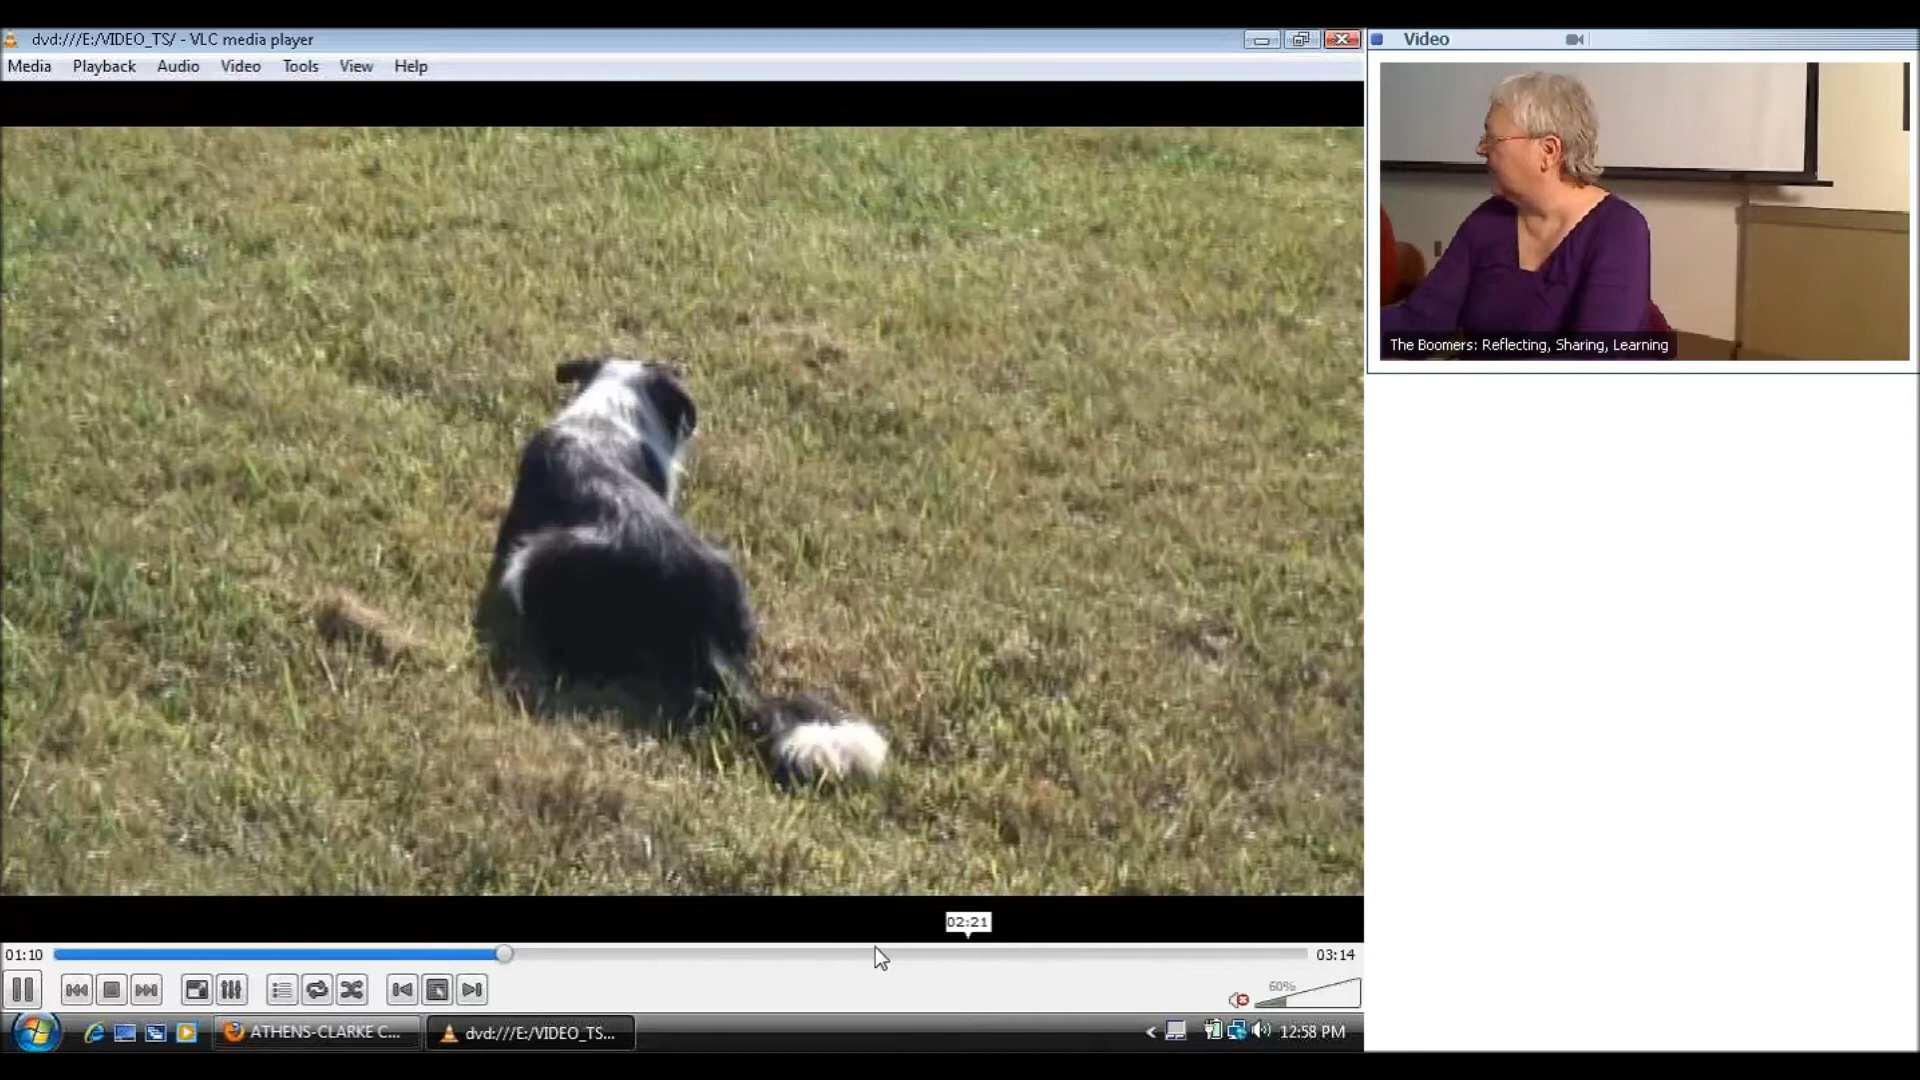 dvd:///E:/VIDEO_TS/ - VLC media player
Media Playback Audio Video Tools View Help
Video
The Boomers: Reflecting, Sharing, Learning
02:21
01:10
03:14
60%
ATHENS-CLARKE C...
dvd:///E:/VIDEO_TS...
12:58 PM